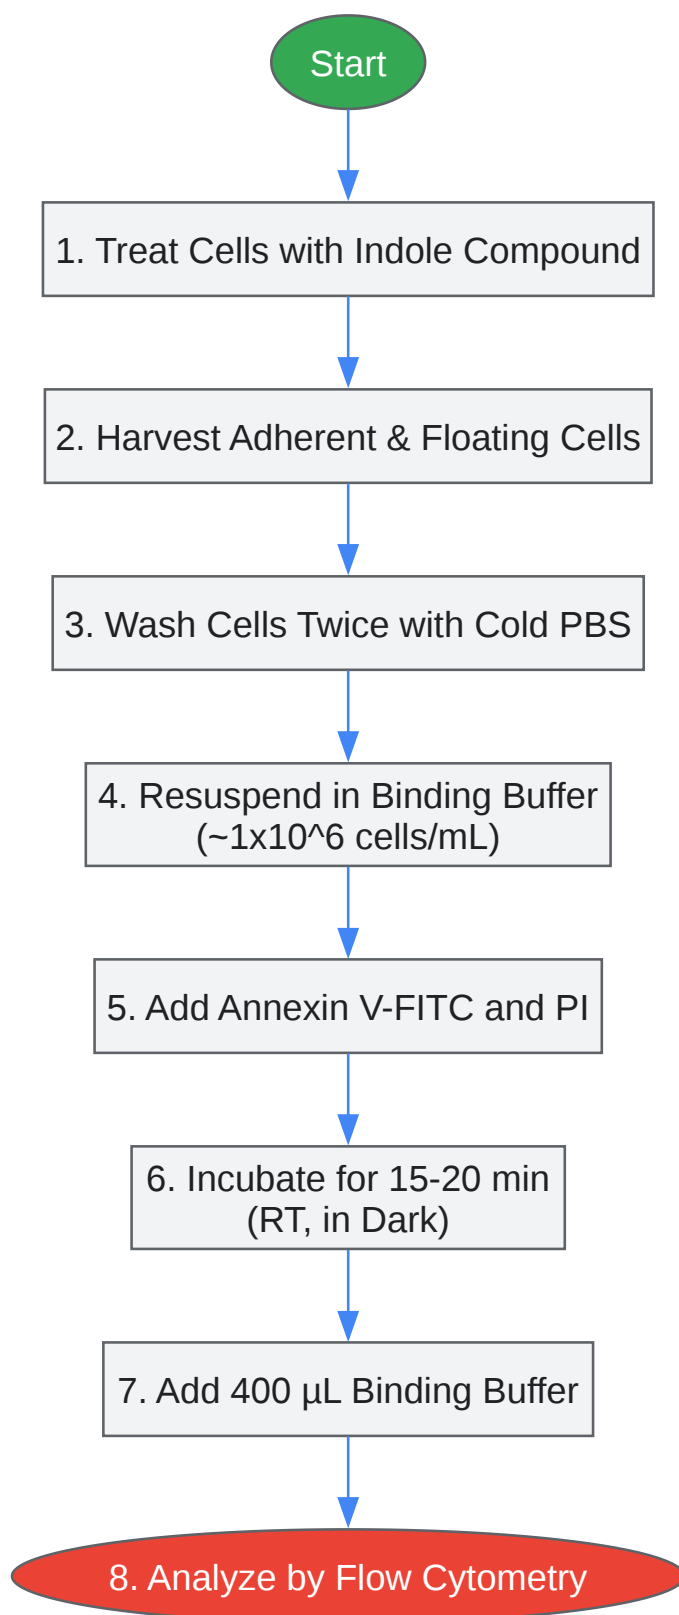 Start
1. Treat Cells with Indole Compound
2. Harvest Adherent & Floating Cells
3. Wash Cells Twice with Cold PBS
4. Resuspend in Binding Buffer
(~1x10^6 cells/mL)
5. Add Annexin V-FITC and PI
6. Incubate for 15-20 min
(RT, in Dark)
7. Add 400 µL Binding Buffer
8. Analyze by Flow Cytometry